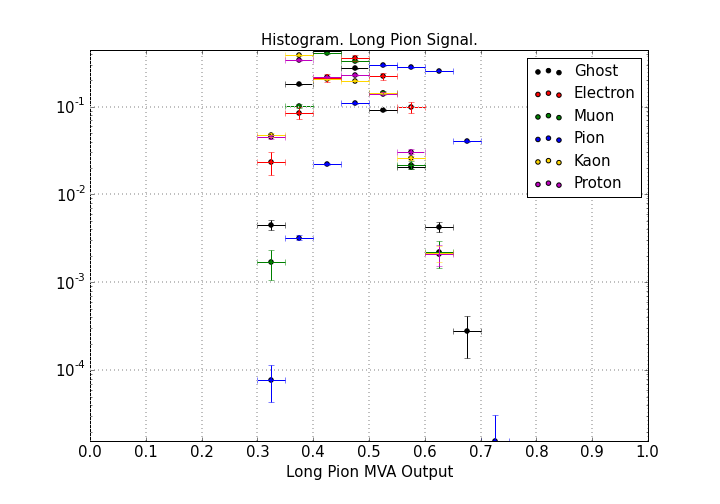 Histogram. Long Pion Signal.
Ghost
Electron
Muon
Pion
Kaon
Proton
10^-1
10^-2
10^-3
10^-4
0.0 0.1 0.2 0.3 0.4 0.5 0.6 0.7 0.8 0.9 1.0
Long Pion MVA Output